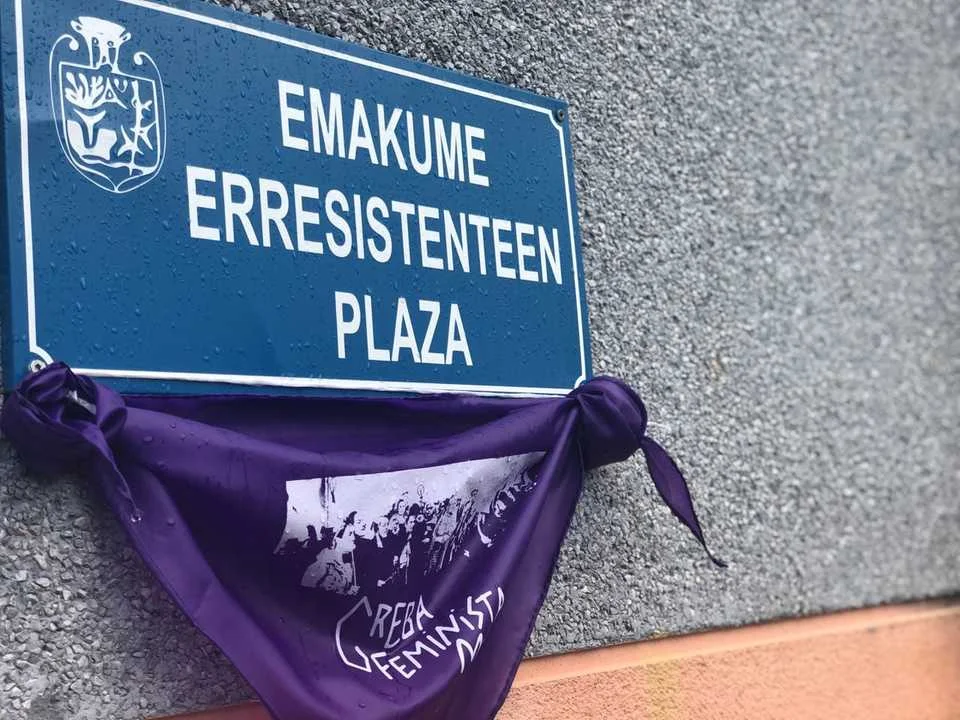 EMAKUME
ERRESISTENTEEN
PLAZA
GREBA
FEMINISTA